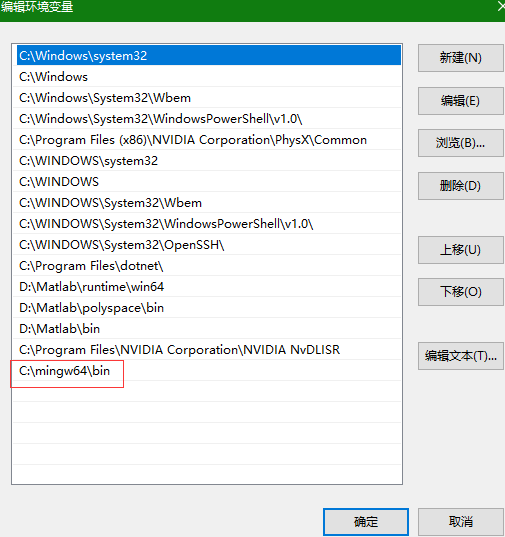 编辑环境变量
C:\Windows\system32
C:\Windows
C:\Windows\System32\Wbem
C:\Windows\System32\WindowsPowerShell\v1.0\
C:\Program Files (x86)\NVIDIA Corporation\PhysX\Common
C:\WINDOWS\system32
C:\WINDOWS
C:\WINDOWS\System32\Wbem
C:\WINDOWS\System32\WindowsPowerShell\v1.0\
C:\WINDOWS\System32\OpenSSH\
C:\Program Files\dotnet\
D:\Matlab\runtime\win64
D:\Matlab\polyspace\bin
D:\Matlab\bin
C:\Program Files\NVIDIA Corporation\NVIDIA NvDLISR
C:\mingw64\bin
新建(N)
编辑(E)
浏览(B)...
删除(D)
上移(U)
下移(O)
编辑文本(T)...
确定
取消